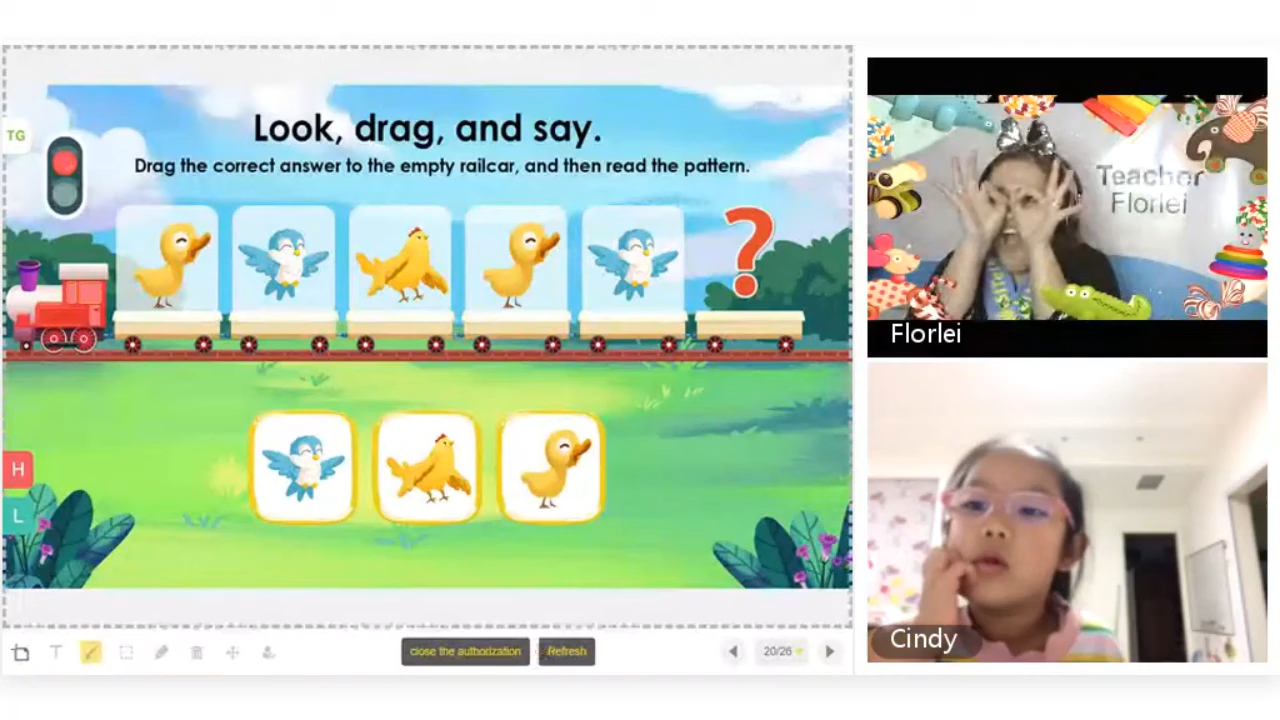 TG
Look, drag, and say.
Drag the correct answer to the empty railcar, and then read the pattern.
?
H
L
T
close the authorization
Refresh
20/26
Teacher
Florlei
Florlei
Cindy